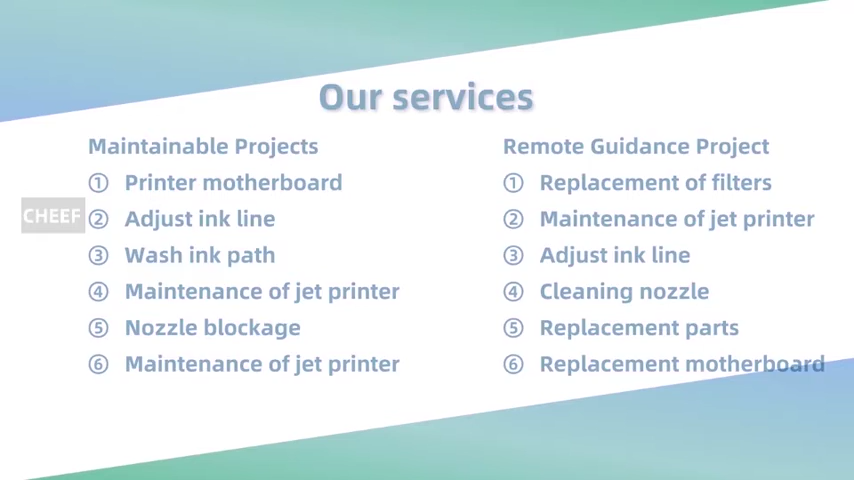 Our services
Maintainable Projects
① Printer motherboard
② Adjust ink line
③ Wash ink path
④ Maintenance of jet printer
⑤ Nozzle blockage
⑥ Maintenance of jet printer
Remote Guidance Project
① Replacement of filters
② Maintenance of jet printer
③ Adjust ink line
④ Cleaning nozzle
⑤ Replacement parts
⑥ Replacement motherboard
CHEEF